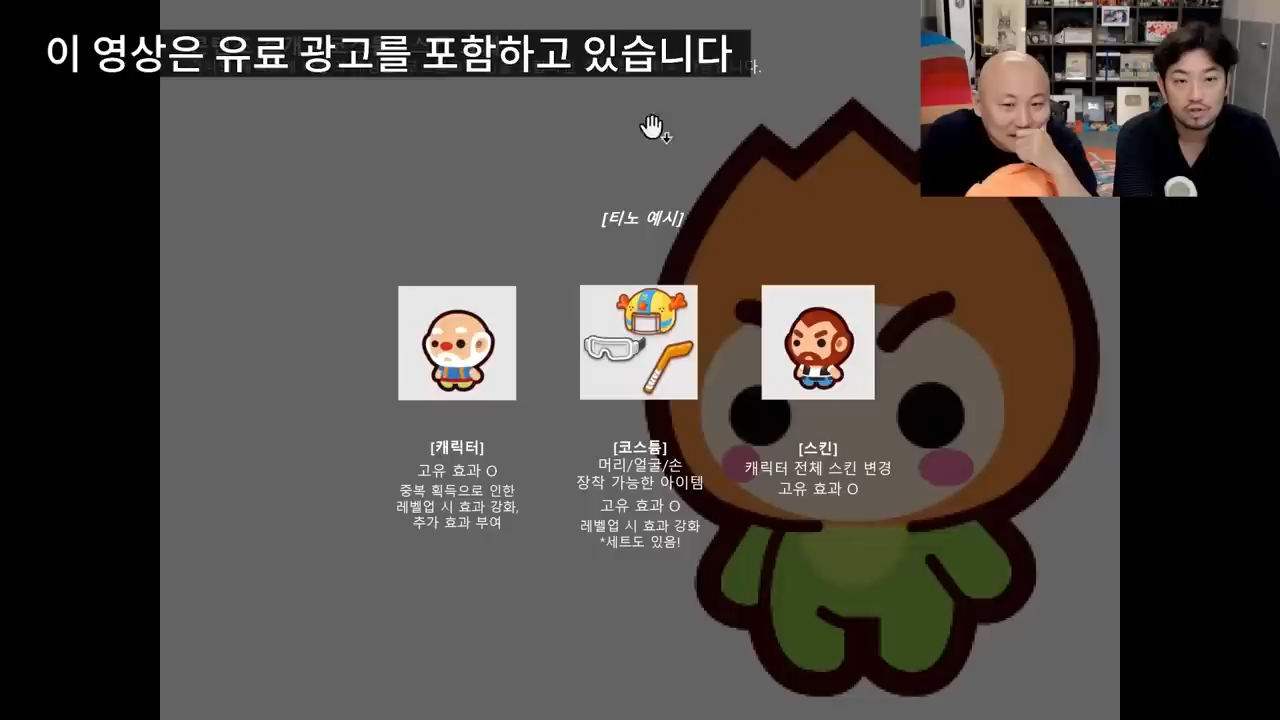 이 영상은 유료 광고를 포함하고 있습니다
[티노 예시]
[캐릭터]
고유 효과 O
중복 획득으로 인한
레벨업 시 효과 강화,
추가 효과 부여
[코스튬]
머리/얼굴/손
장착 가능한 아이템
고유 효과 O
레벨업 시 효과 강화
*세트도 있음!
[스킨]
캐릭터 전체 스킨 변경
고유 효과 O